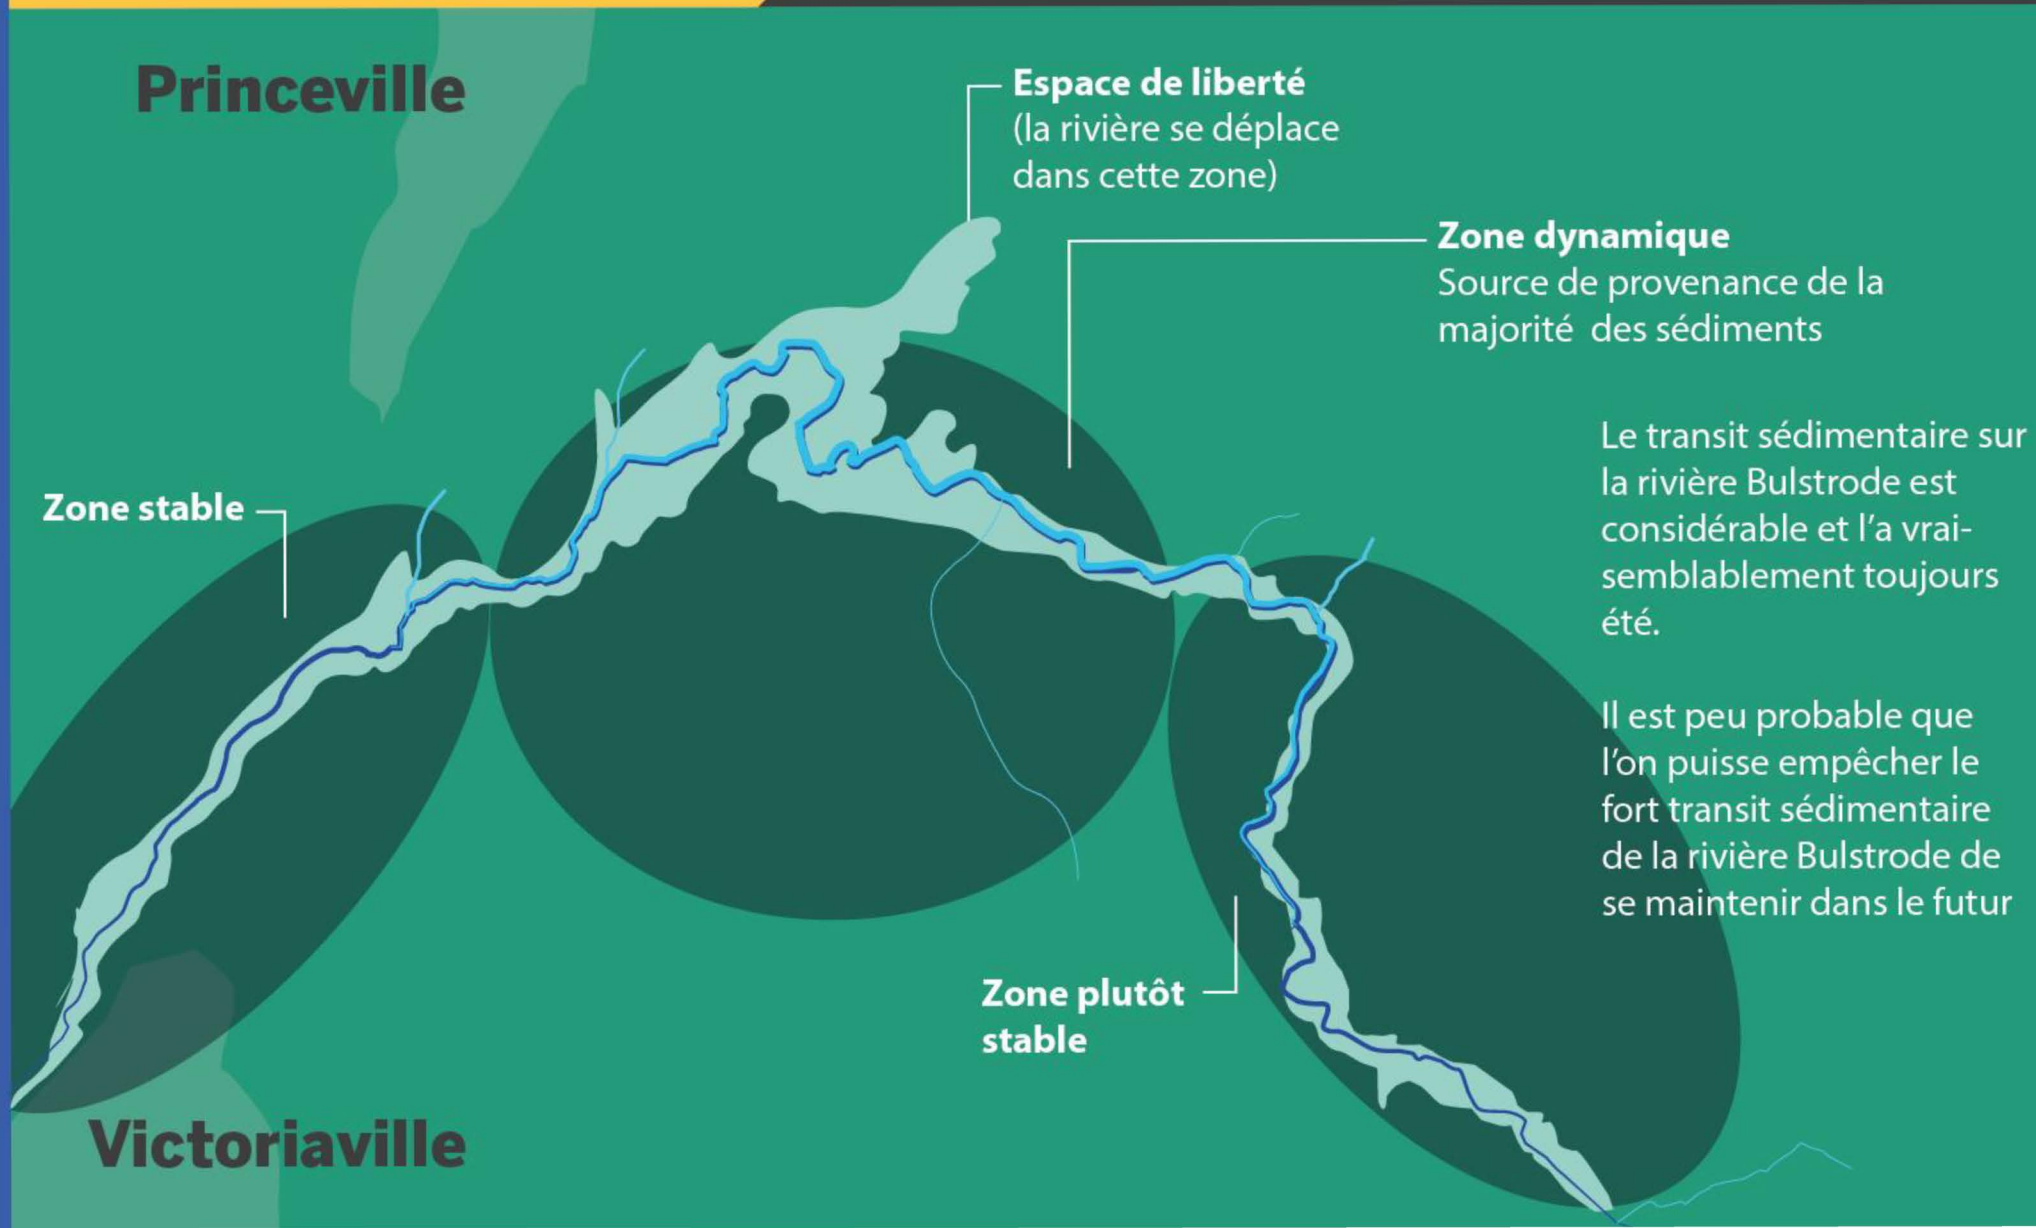 Princeville
Espace de liberté
(la rivière se déplace
dans cette zone)
Zone dynamique
Source de provenance de la
majorité des sédiments
Le transit sédimentaire sur
la rivière Bulstrode est
considérable et l'a vrai-
semblablement toujours
été.
Il est peu probable que
l'on puisse empêcher le
fort transit sédimentaire
de la rivière Bulstrode de
se maintenir dans le futur
Zone stable
Zone plutôt
stable
Victoriaville